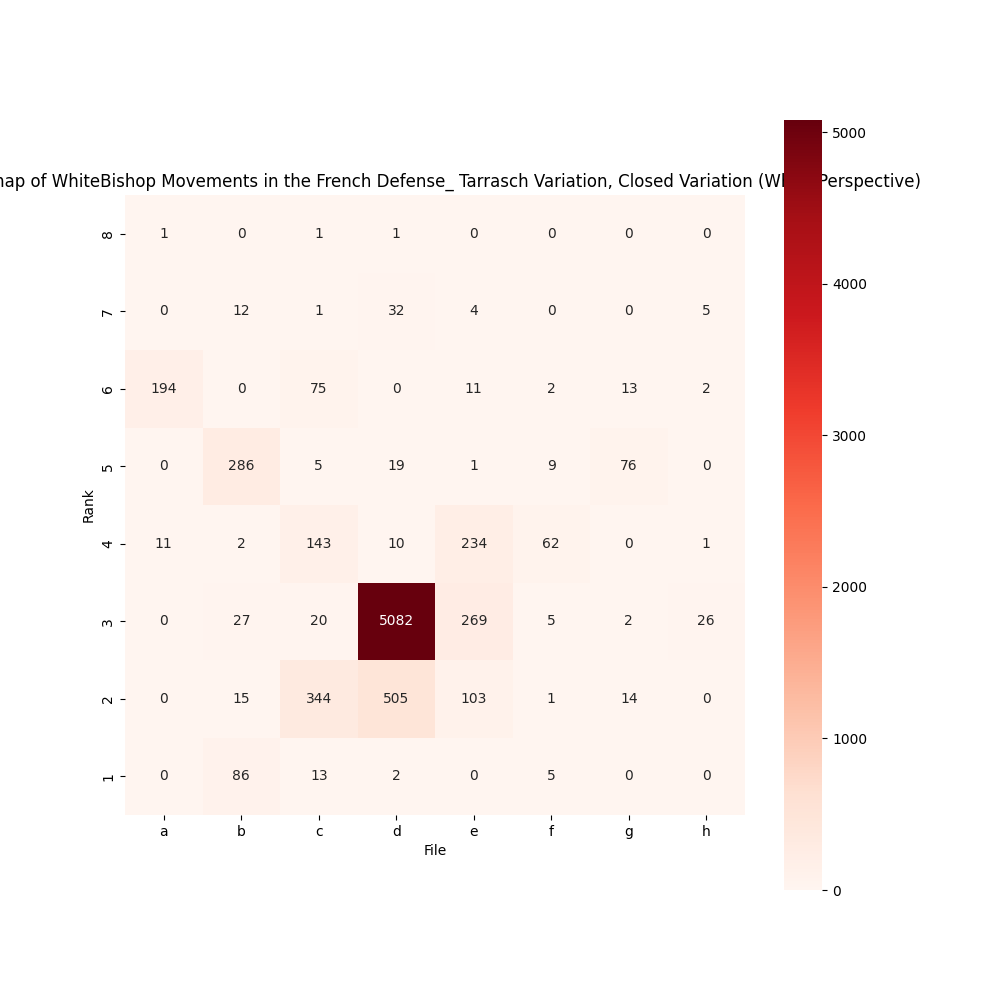 5000
of WhiteBishop Movements in the French Defense_ Tarrasch Variation, Closed Variation Perspective)
8 1 0 1 1 0 0 0 0
4000
7 0 12 1 32 4 0 0 5
6 194 0 75 0 11 2 13 2
3000
5 0 286 5 19 1 9 76 0
Rank
4 11 2 143 10 234 62 0 1
2000
3 0 27 20 5082 269 5 2 26
2 0 15 344 505 103 1 14 0
1000
1 0 86 13 2 0 5 0 0
a b c d e f g h
File
0